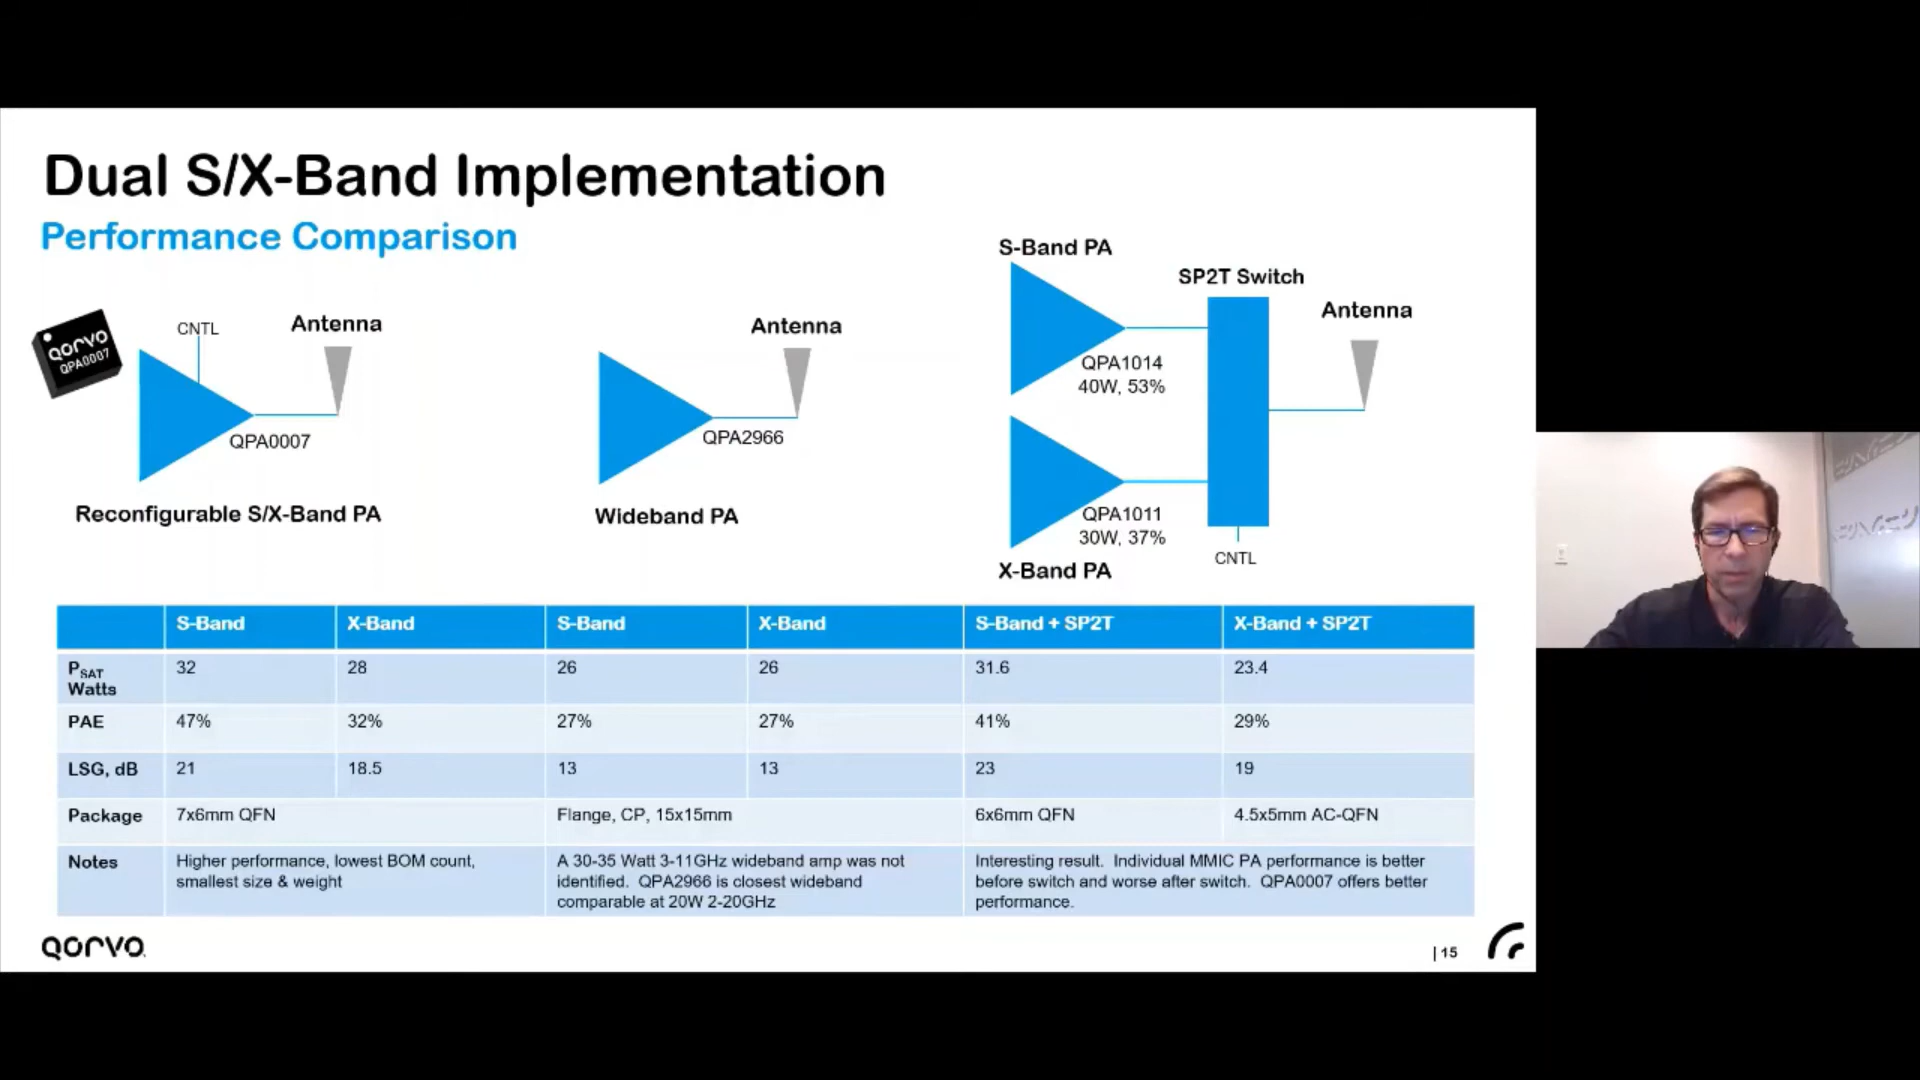 Dual S/X-Band Implementation
Performance Comparison
qorvo
QPA0007
CNTL
Antenna
QPA0007
Reconfigurable S/X-Band PA
Antenna
QPA2966
Wideband PA
S-Band PA
SP2T Switch
Antenna
QPA1014
40W, 53%
QPA1011
30W, 37%
X-Band PA
CNTL
S-Band X-Band S-Band X-Band S-Band + SP2T X-Band + SP2T
PSAT Watts 32 28 26 26 31.6 23.4
PAE 47% 32% 27% 27% 41% 29%
LSG, dB 21 18.5 13 13 23 19
Package 7x6mm QFN Flange, CP, 15x15mm 6x6mm QFN 4.5x5mm AC-QFN
Notes
Higher performance, lowest BOM count,
smallest size & weight
A 30-35 Watt 3-11GHz wideband amp was not
identified. QPA2966 is closest wideband
comparable at 20W 2-20GHz
Interesting result. Individual MMIC PA performance is better
before switch and worse after switch. QPA0007 offers better
performance.
qorvo
| 15